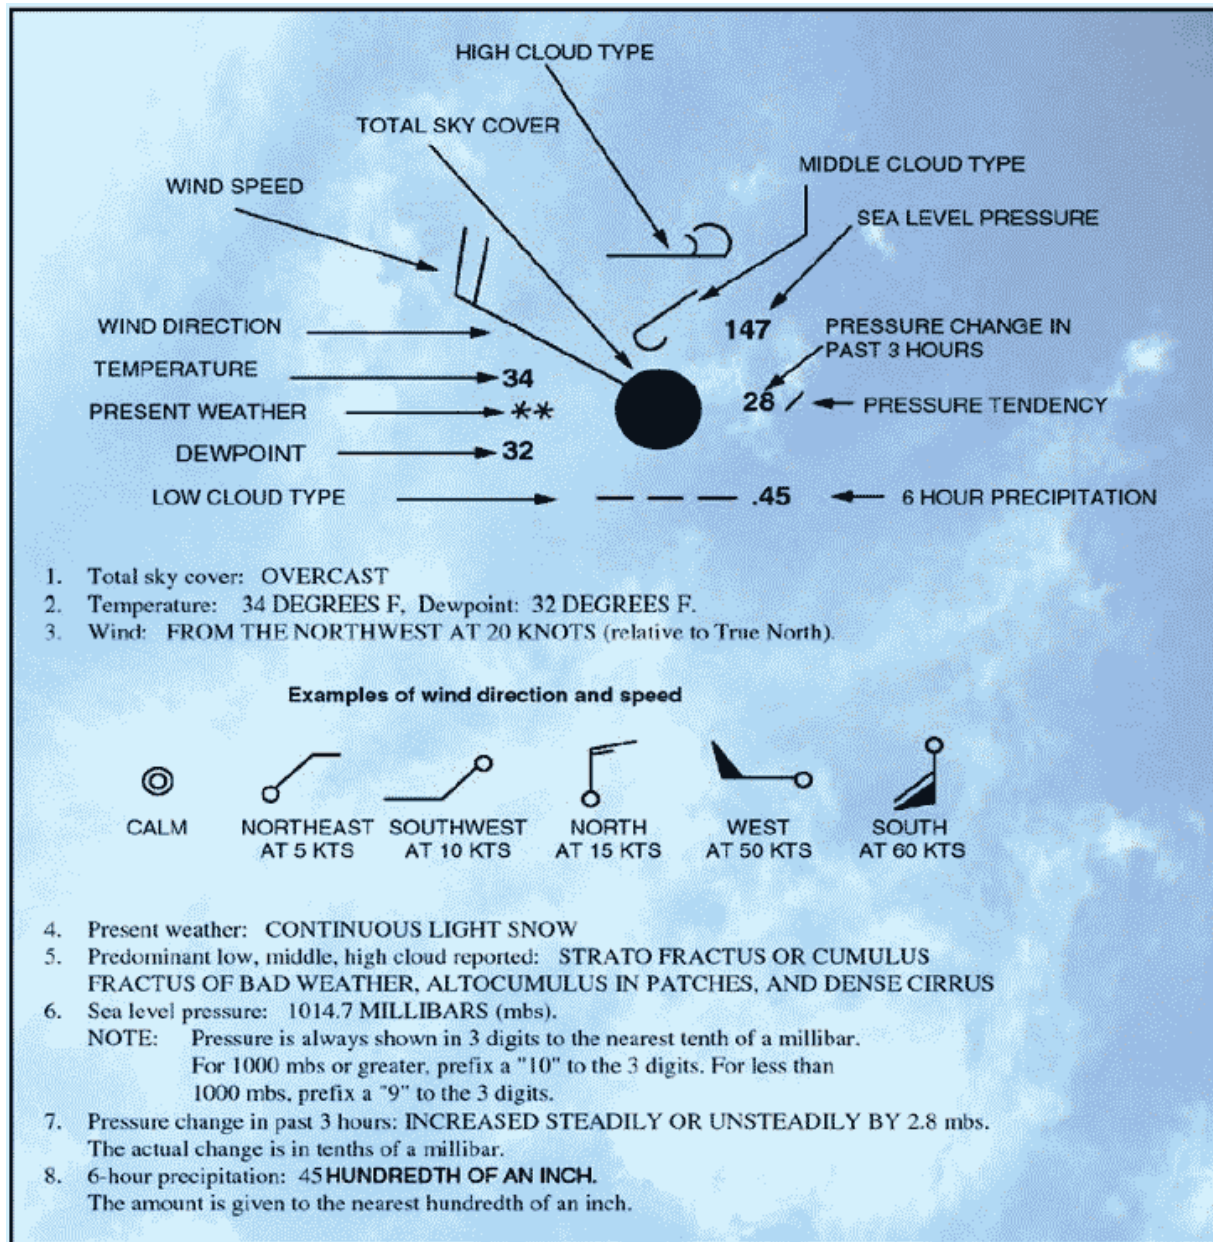 HIGH CLOUD TYPE
TOTAL SKY COVER
MIDDLE CLOUD TYPE
WIND SPEED
SEA LEVEL PRESSURE
WIND DIRECTION
147
PRESSURE CHANGE IN
PAST 3 HOURS
TEMPERATURE
34
PRESENT WEATHER
**
28
PRESSURE TENDENCY
DEWPOINT
32
LOW CLOUD TYPE
.45
6 HOUR PRECIPITATION
1. Total sky cover: OVERCAST
2. Temperature: 34 DEGREES F, Dewpoint: 32 DEGREES F.
3. Wind: FROM THE NORTHWEST AT 20 KNOTS (relative to True North).
Examples of wind direction and speed
CALM
NORTHEAST
AT 5 KTS
SOUTHWEST
AT 10 KTS
NORTH
AT 15 KTS
WEST
AT 50 KTS
SOUTH
AT 60 KTS
4. Present weather: CONTINUOUS LIGHT SNOW
5. Predominant low, middle, high cloud reported: STRATO FRACTUS OR CUMULUS
FRACTUS OF BAD WEATHER, ALTOCUMULUS IN PATCHES, AND DENSE CIRRUS
6. Sea level pressure: 1014.7 MILLIBARS (mbs).
NOTE: Pressure is always shown in 3 digits to the nearest tenth of a millibar.
For 1000 mbs or greater, prefix a "10" to the 3 digits. For less than
1000 mbs, prefix a "9" to the 3 digits.
7. Pressure change in past 3 hours: INCREASED STEADILY OR UNSTEADILY BY 2.8 mbs.
The actual change is in tenths of a millibar.
8. 6-hour precipitation: 45 HUNDREDTH OF AN INCH.
The amount is given to the nearest hundredth of an inch.